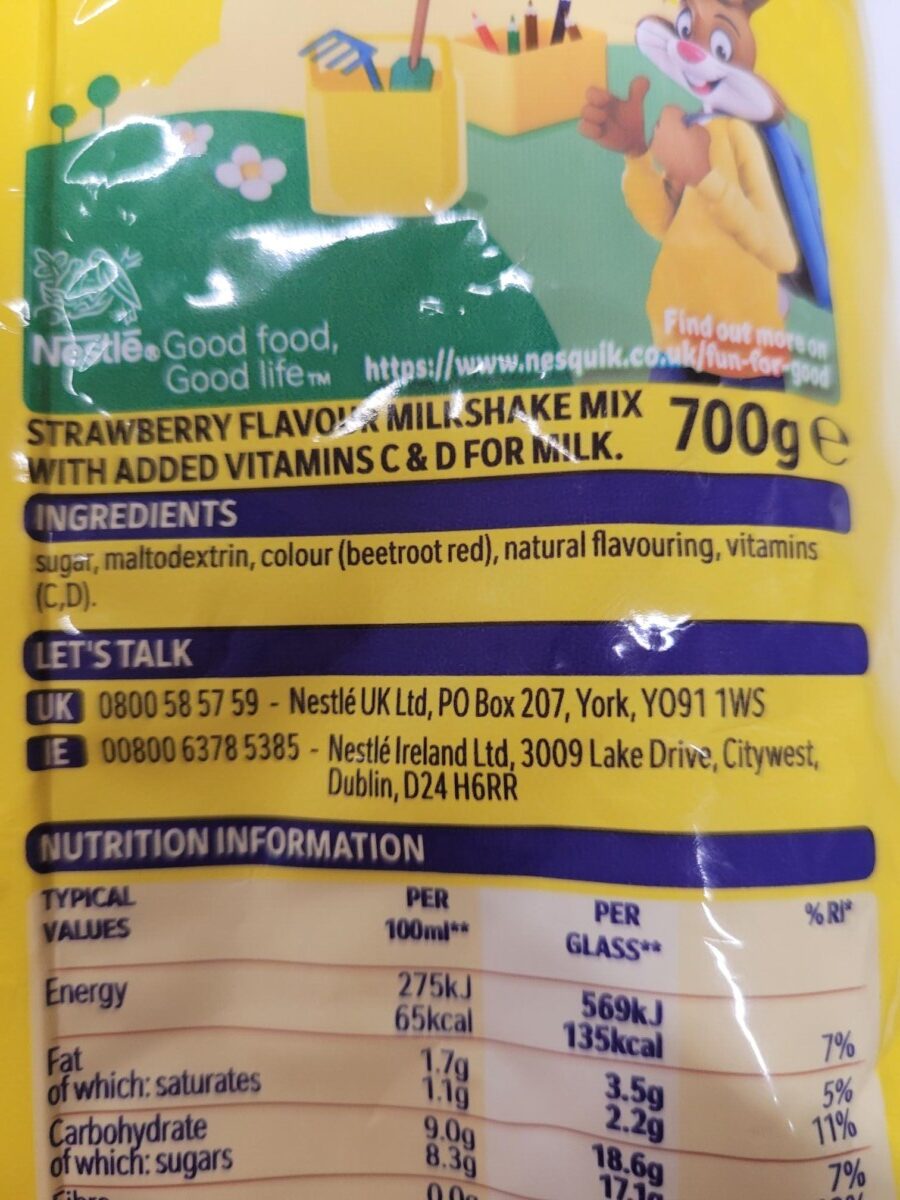 Nestlé® Good food,
Good life™
Find out more on
https://www.nesquik.co.uk/fun-for-good
STRAWBERRY FLAVOUR MILKSHAKE MIX
WITH ADDED VITAMINS C & D FOR MILK.
700g e
INGREDIENTS
sugar, maltodextrin, colour (beetroot red), natural flavouring, vitamins
(C,D).
LET'S TALK
UK 0800 58 57 59 - Nestlé UK Ltd, PO Box 207, York, YO91 1WS
IE 00800 6378 5385 - Nestlé Ireland Ltd, 3009 Lake Drive, Citywest,
Dublin, D24 H6RR
NUTRITION INFORMATION
TYPICAL PER PER % RI*
VALUES 100ml** GLASS**
Energy 275kJ 569kJ
65kcal 135kcal 7%
Fat 1.7g 3.5g 5%
of which: saturates 1.1g 2.2g 11%
Carbohydrate 9.0g 18.6g 7%
of which: sugars 8.3g 17.1g